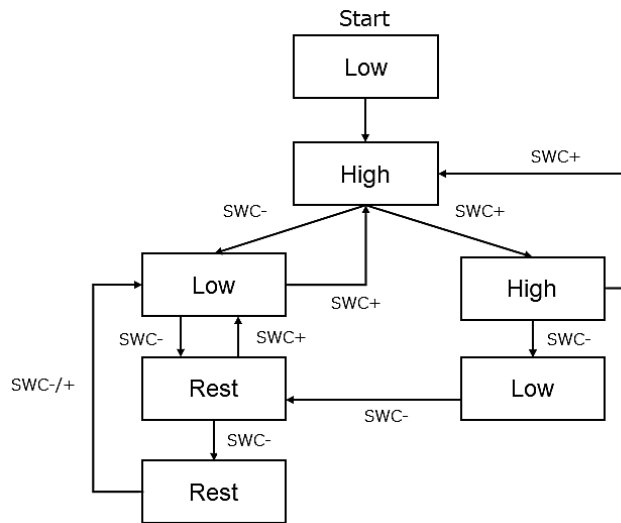 Start
Low
High
SWC+
SWC-
SWC+
Low
High
SWC+
SWC-
SWC+
SWC-
SWC-/+
Rest
Low
SWC-
SWC-
Rest